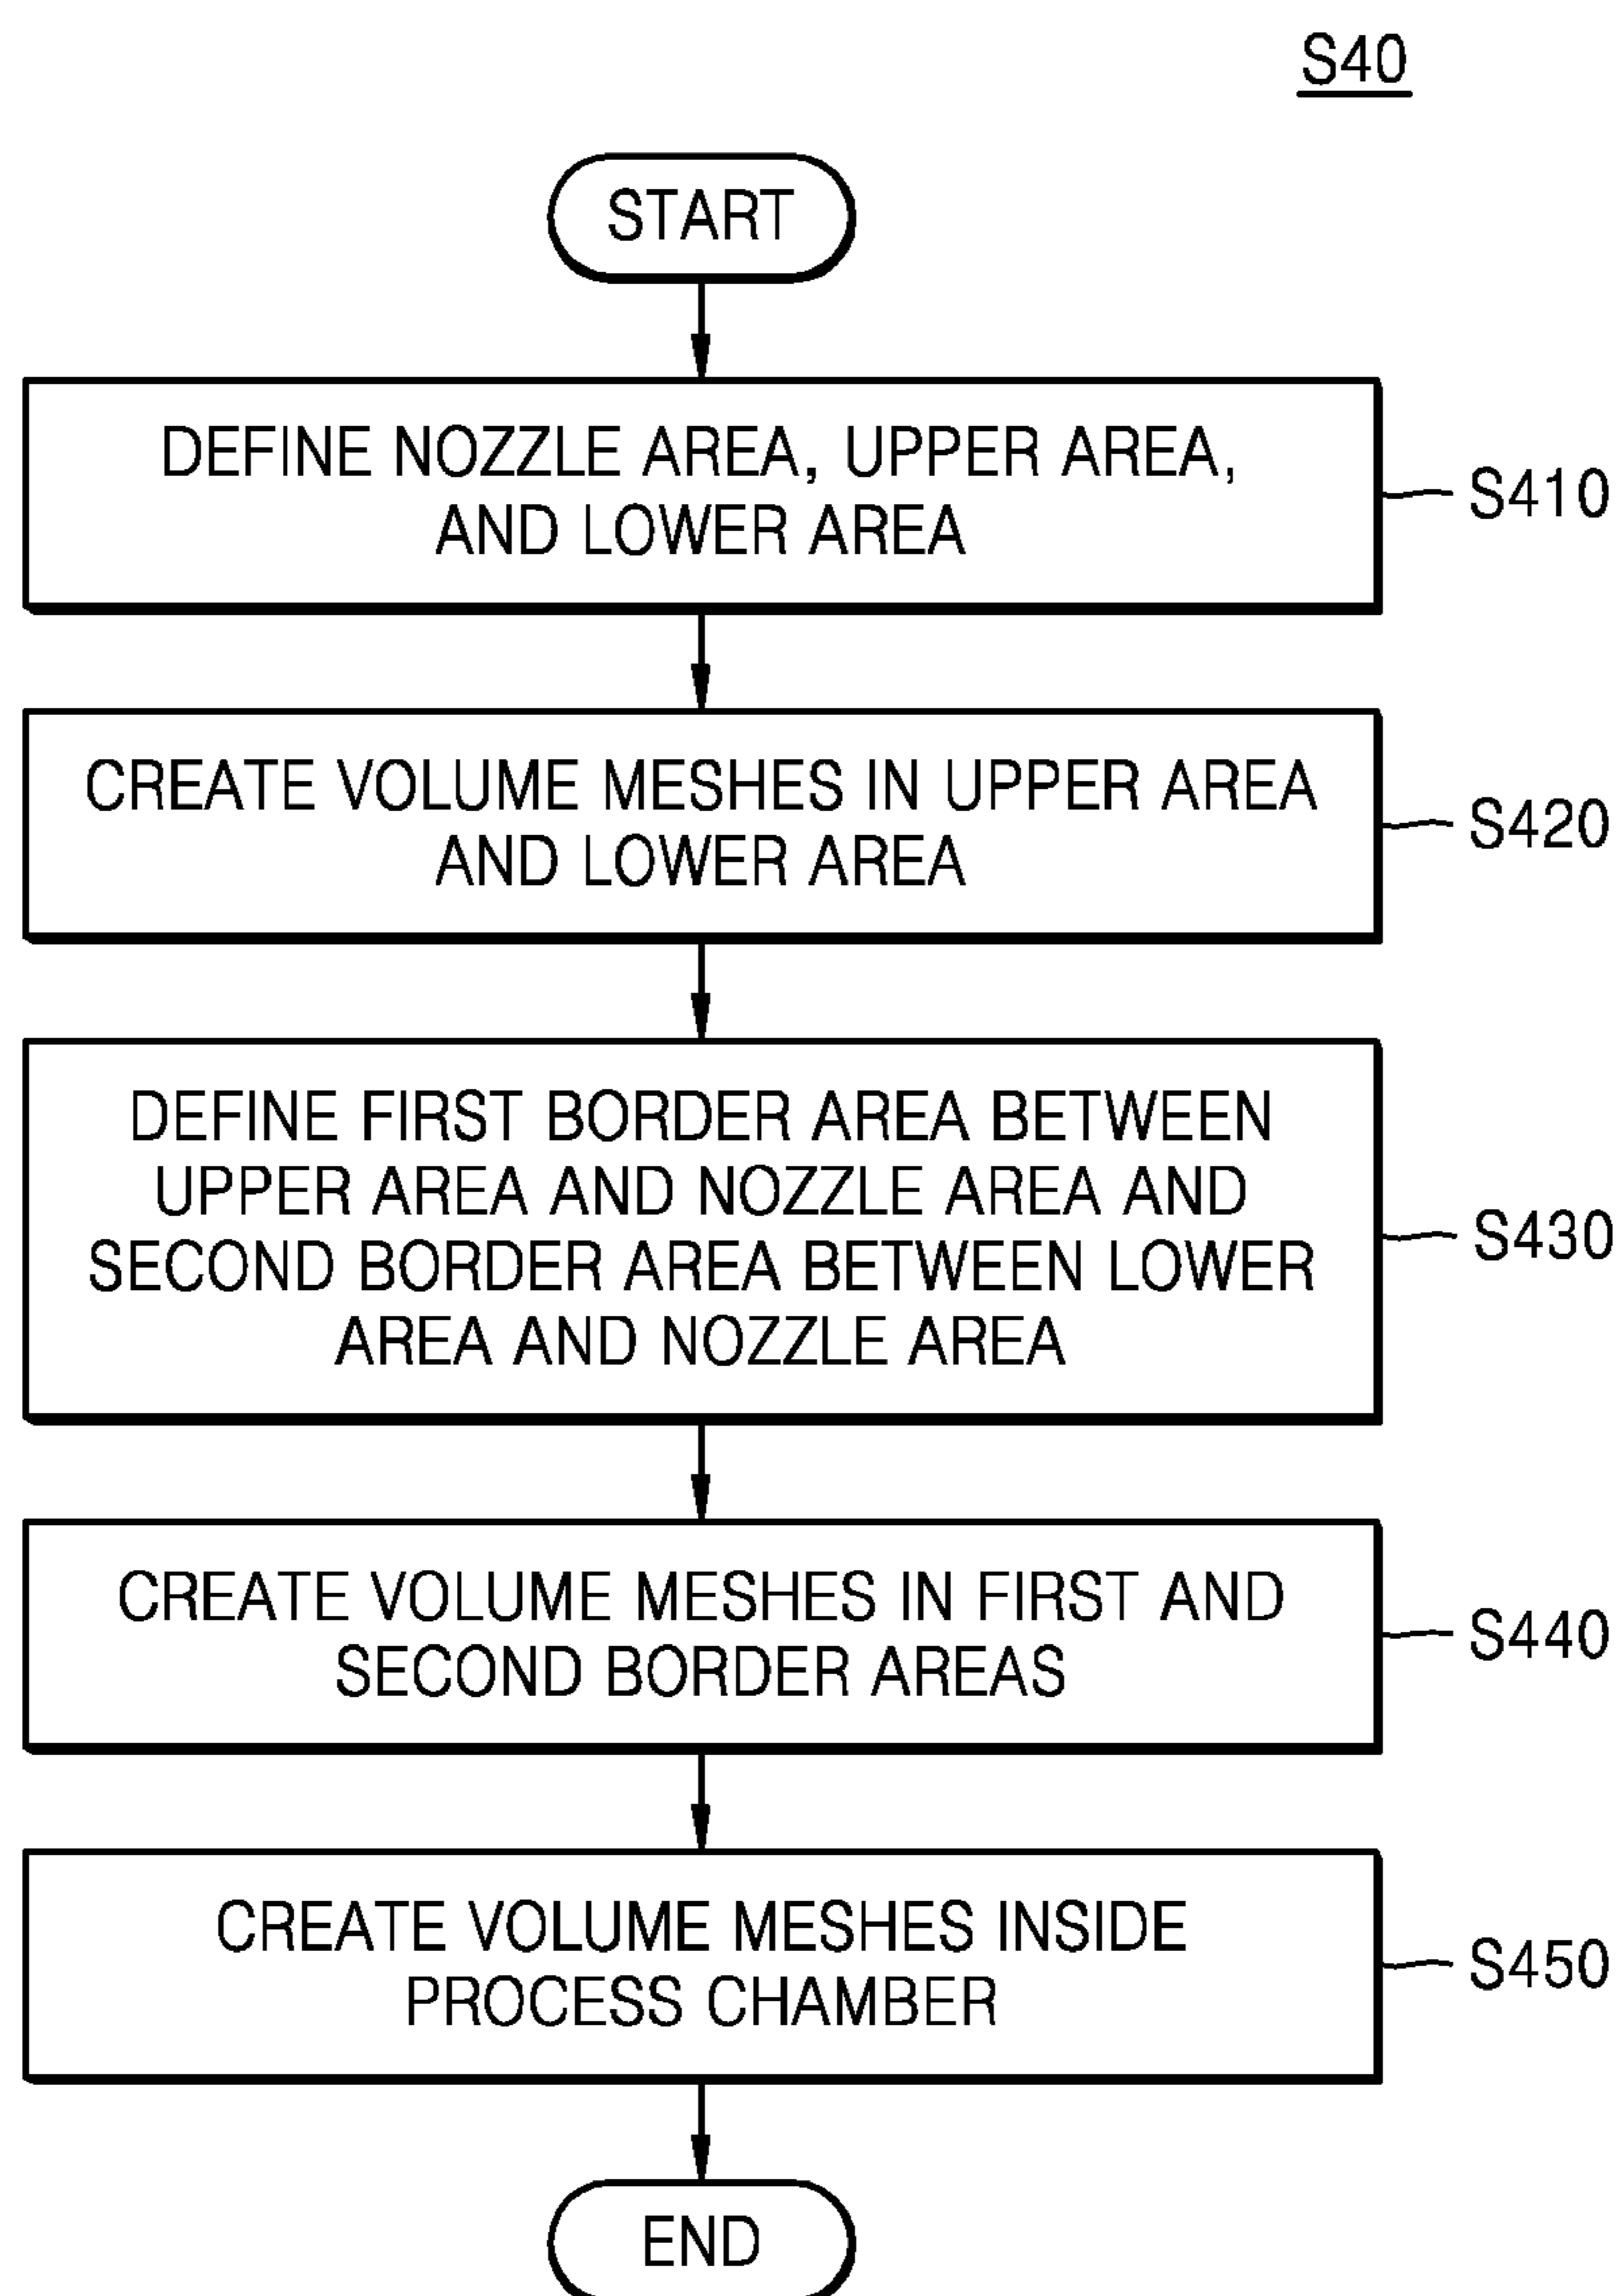 S40
START
DEFINE NOZZLE AREA, UPPER AREA,
AND LOWER AREA
S410
CREATE VOLUME MESHES IN UPPER AREA
AND LOWER AREA
S420
DEFINE FIRST BORDER AREA BETWEEN
UPPER AREA AND NOZZLE AREA AND
SECOND BORDER AREA BETWEEN LOWER
AREA AND NOZZLE AREA
S430
CREATE VOLUME MESHES IN FIRST AND
SECOND BORDER AREAS
S440
CREATE VOLUME MESHES INSIDE
PROCESS CHAMBER
S450
END